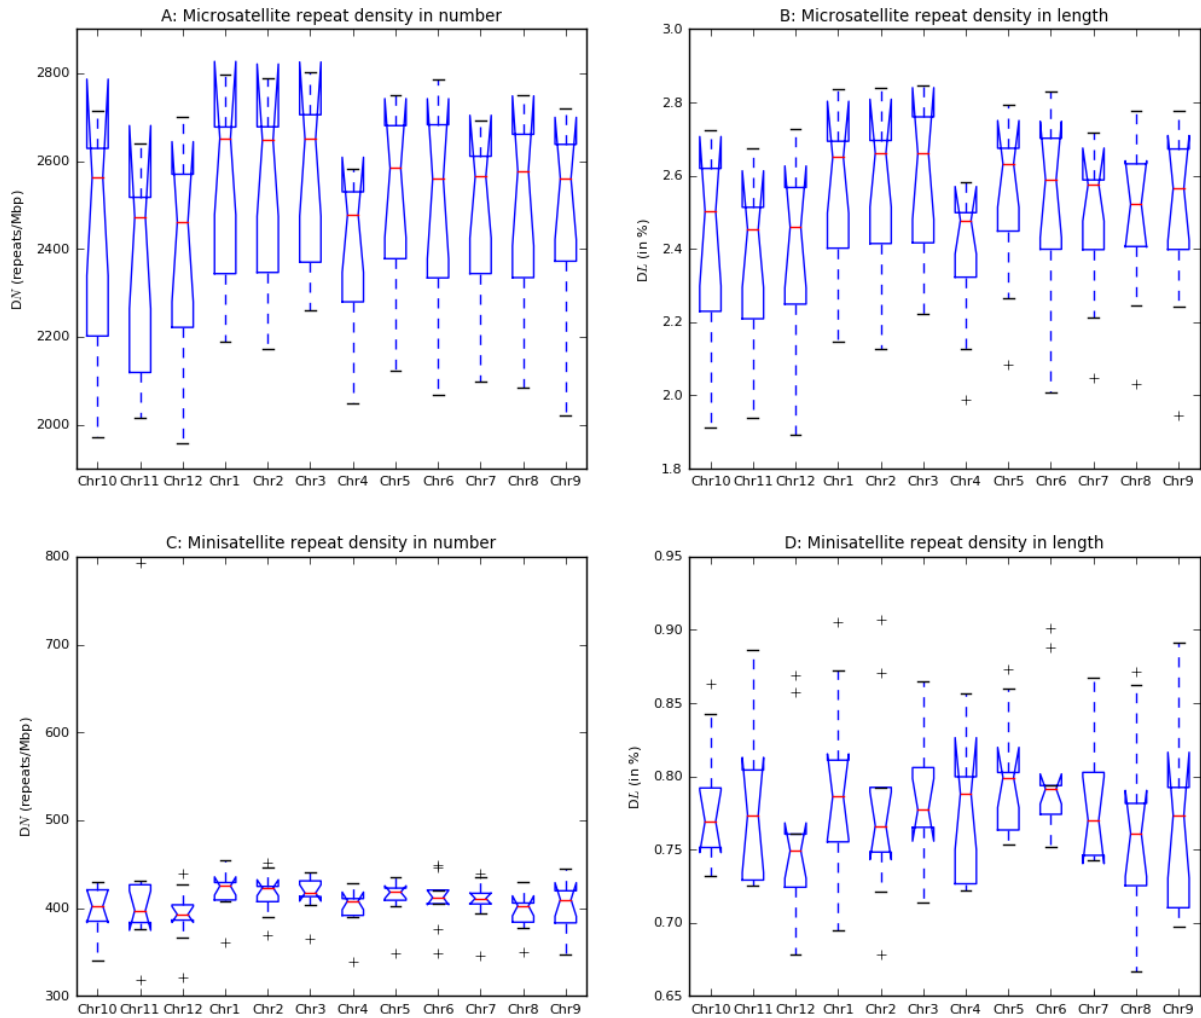 A: Microsatellite repeat density in number
2800
2600
2400
2200
2000
DN (repeats/Mbp)
Chr10 Chr11 Chr12 Chr1 Chr2 Chr3 Chr4 Chr5 Chr6 Chr7 Chr8 Chr9
B: Microsatellite repeat density in length
3.0
2.8
2.6
2.4
2.2
2.0
1.8
DL (in %)
Chr10 Chr11 Chr12 Chr1 Chr2 Chr3 Chr4 Chr5 Chr6 Chr7 Chr8 Chr9
C: Minisatellite repeat density in number
800
700
600
500
400
300
DN (repeats/Mbp)
Chr10 Chr11 Chr12 Chr1 Chr2 Chr3 Chr4 Chr5 Chr6 Chr7 Chr8 Chr9
D: Minisatellite repeat density in length
0.95
0.90
0.85
0.80
0.75
0.70
0.65
DL (in %)
Chr10 Chr11 Chr12 Chr1 Chr2 Chr3 Chr4 Chr5 Chr6 Chr7 Chr8 Chr9